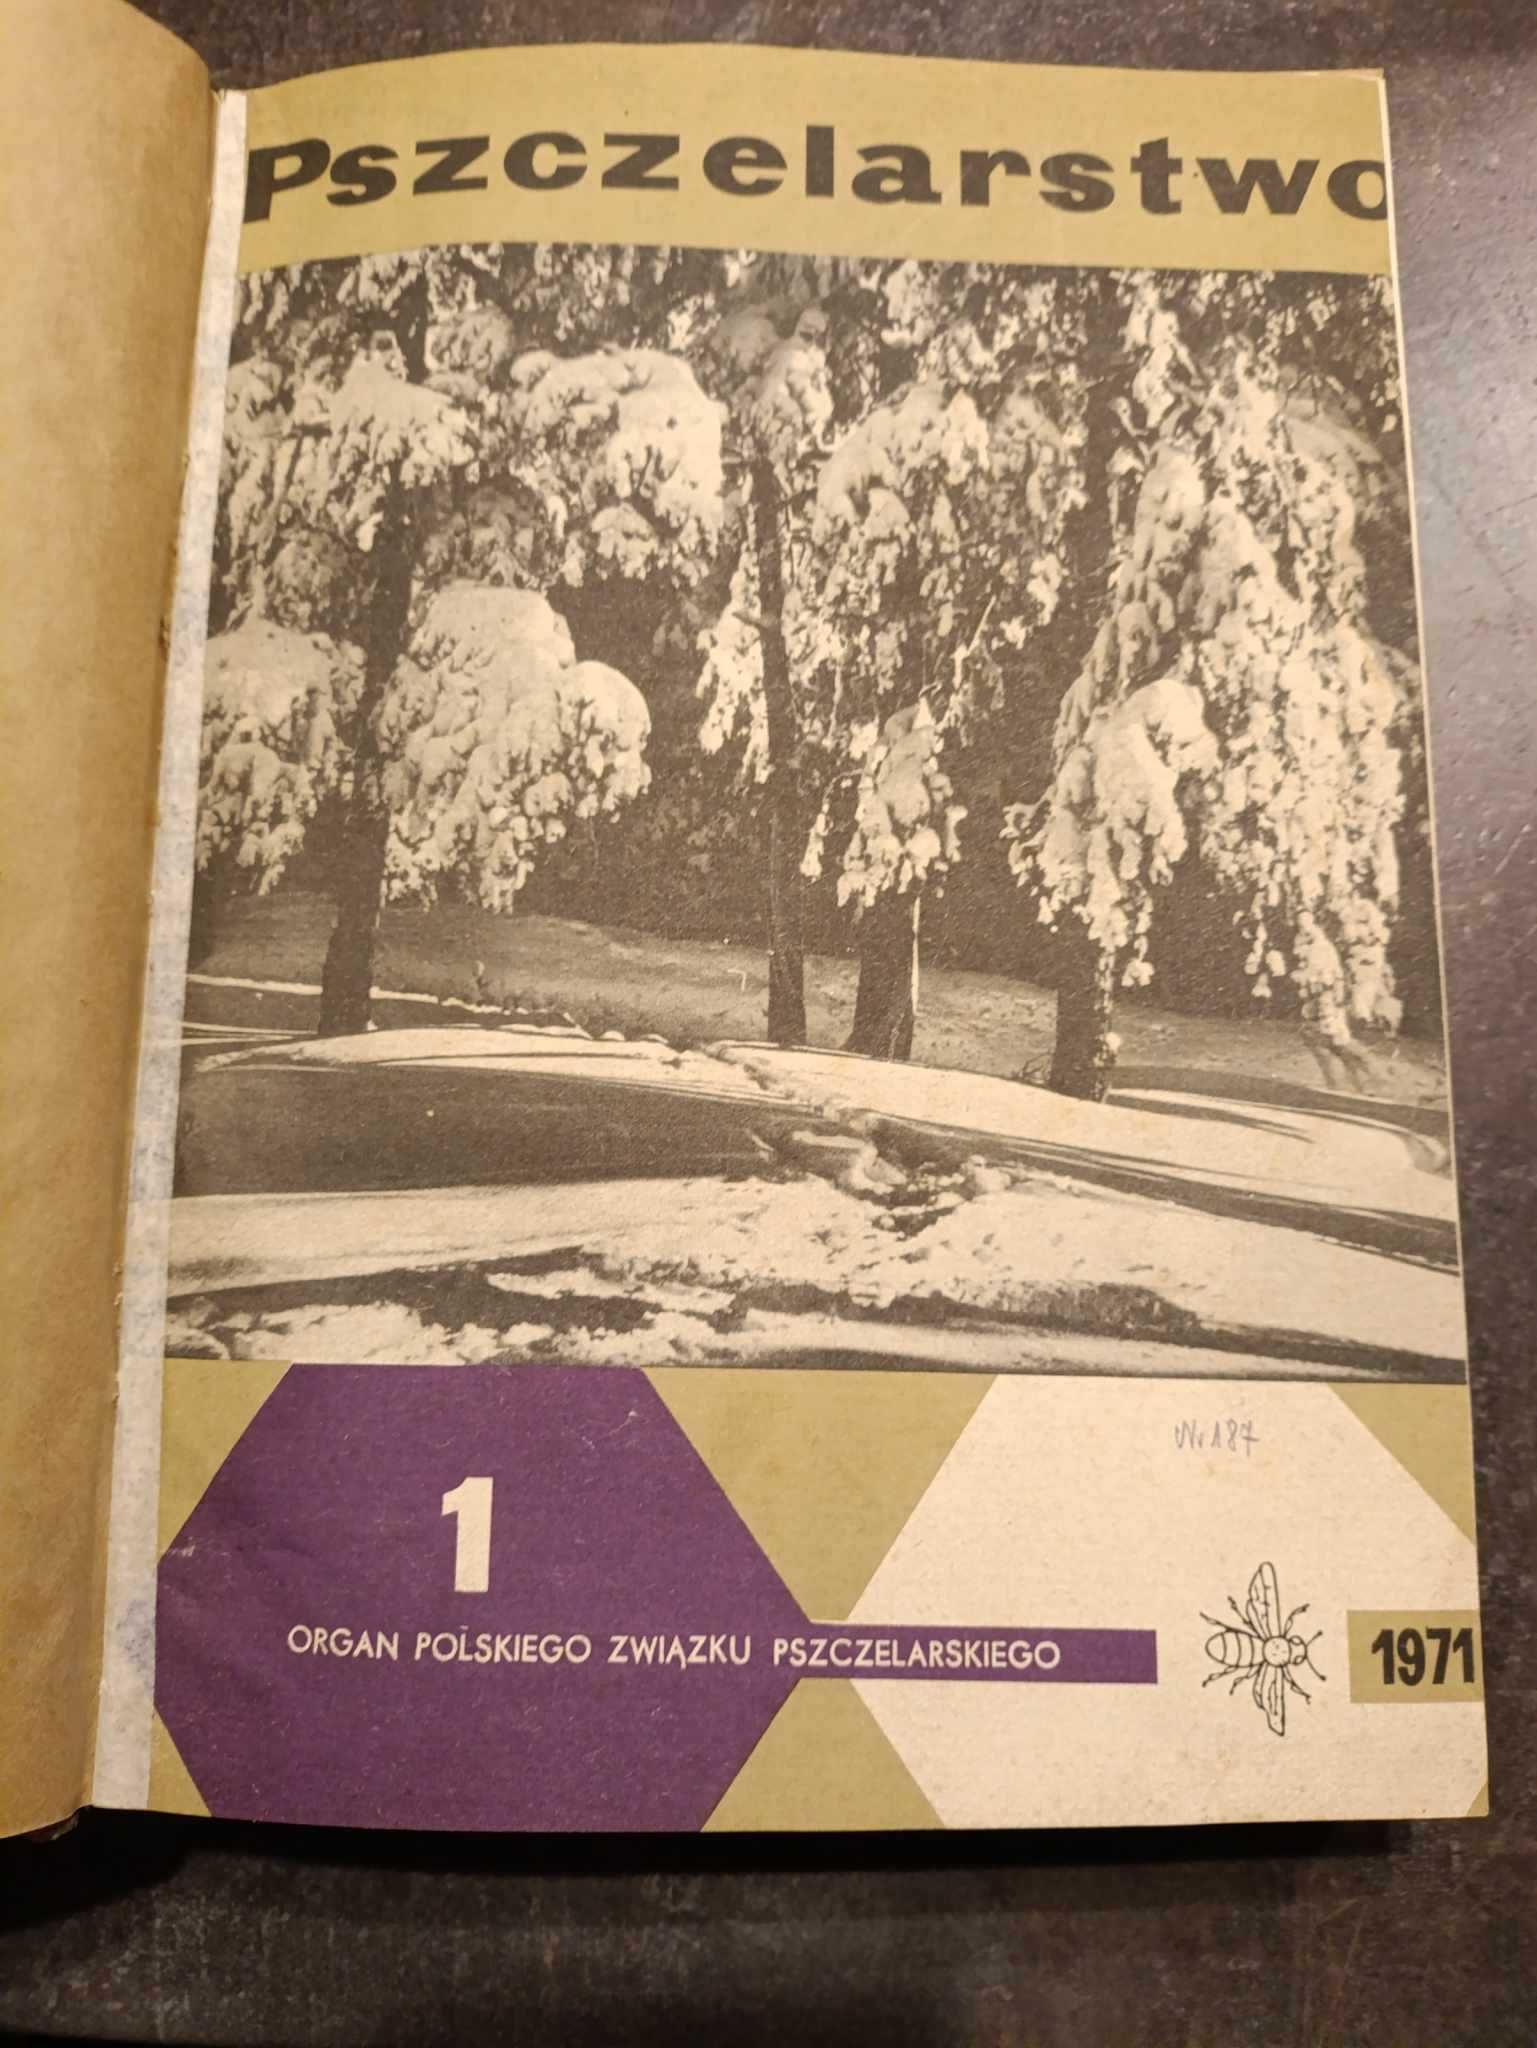 Pszczelarstwo
Nr 187
1
ORGAN POLSKIEGO ZWIĄZKU PSZCZELARSKIEGO
1971